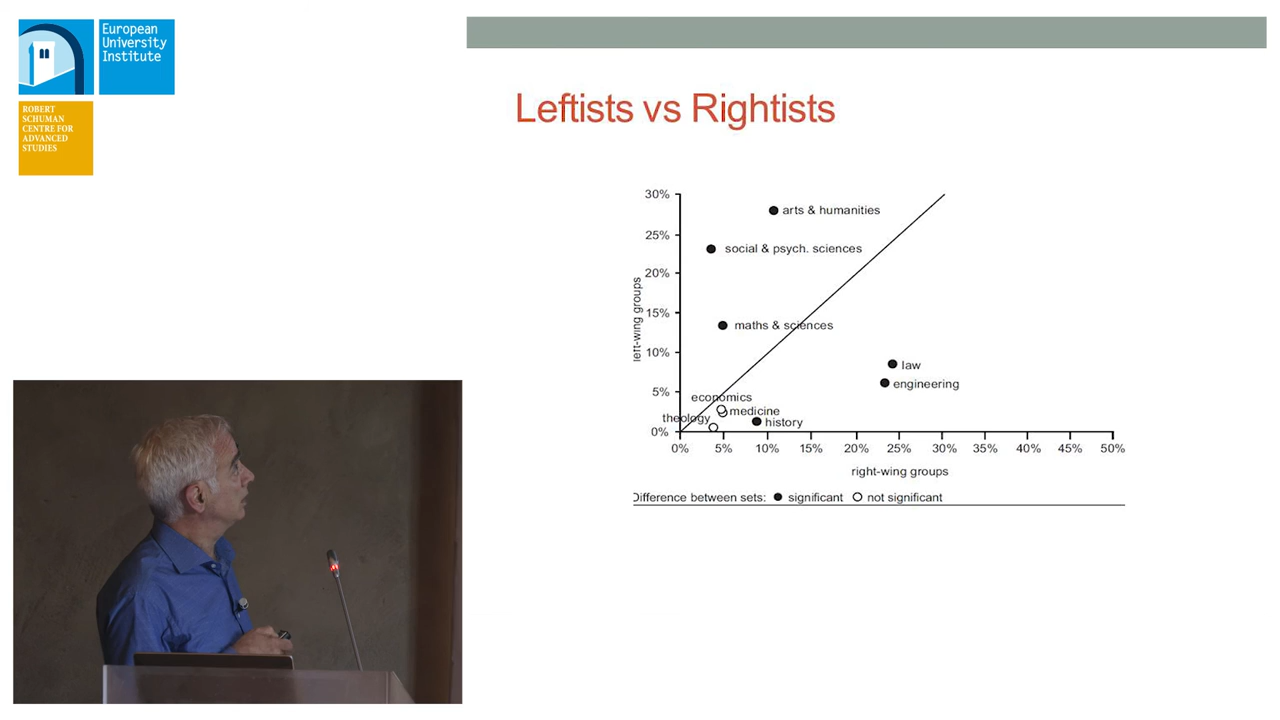 European
University
Institute
ROBERT
SCHUMAN
CENTRE FOR
ADVANCED
STUDIES
Leftists vs Rightists
30%
25%
20%
15%
10%
5%
0%
left-wing groups
arts & humanities
social & psych. sciences
maths & sciences
law
engineering
economics
medicine
theology
history
0% 5% 10% 15% 20% 25% 30% 35% 40% 45% 50%
right-wing groups
Difference between sets: significant not significant